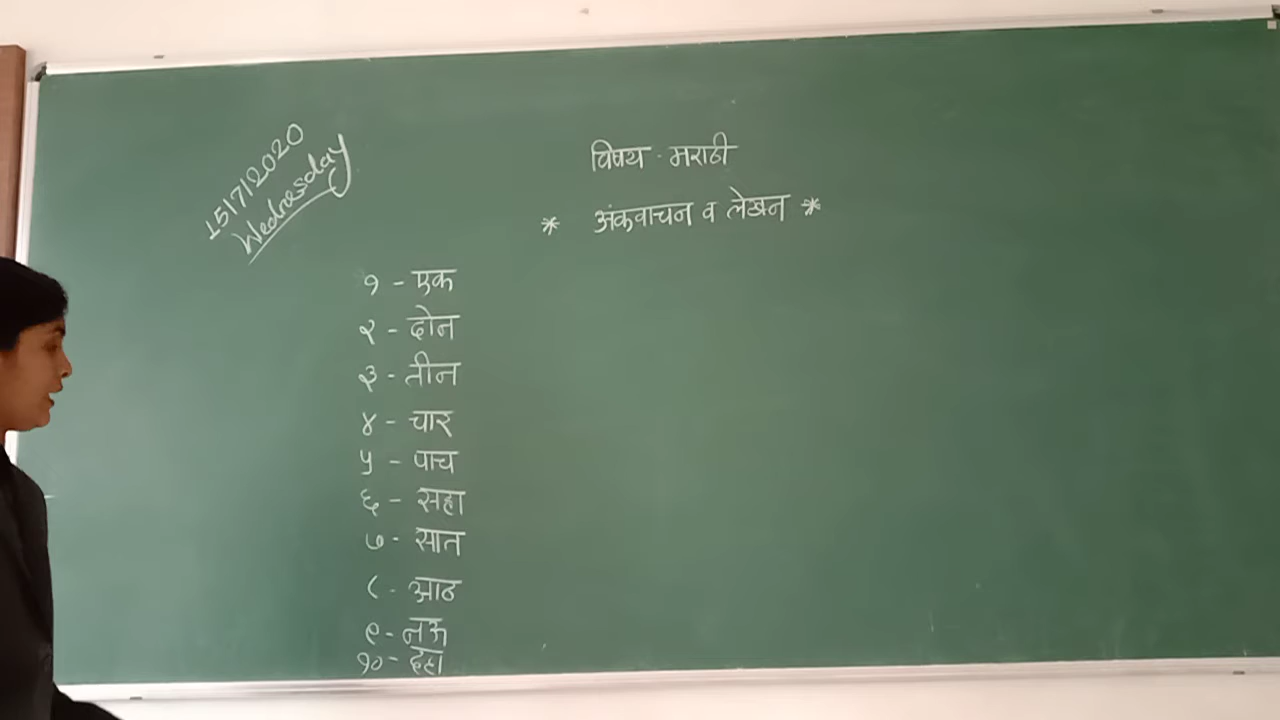 15/7/2020
Wednesday
विषय - मराठी
* अंकवाचन व लेखन *
१ - एक
२ - दोन
३ - तीन
४ - चार
५ - पाच
६ - सहा
७ - सात
८ - आठ
९ - नऊ
१० - दहा